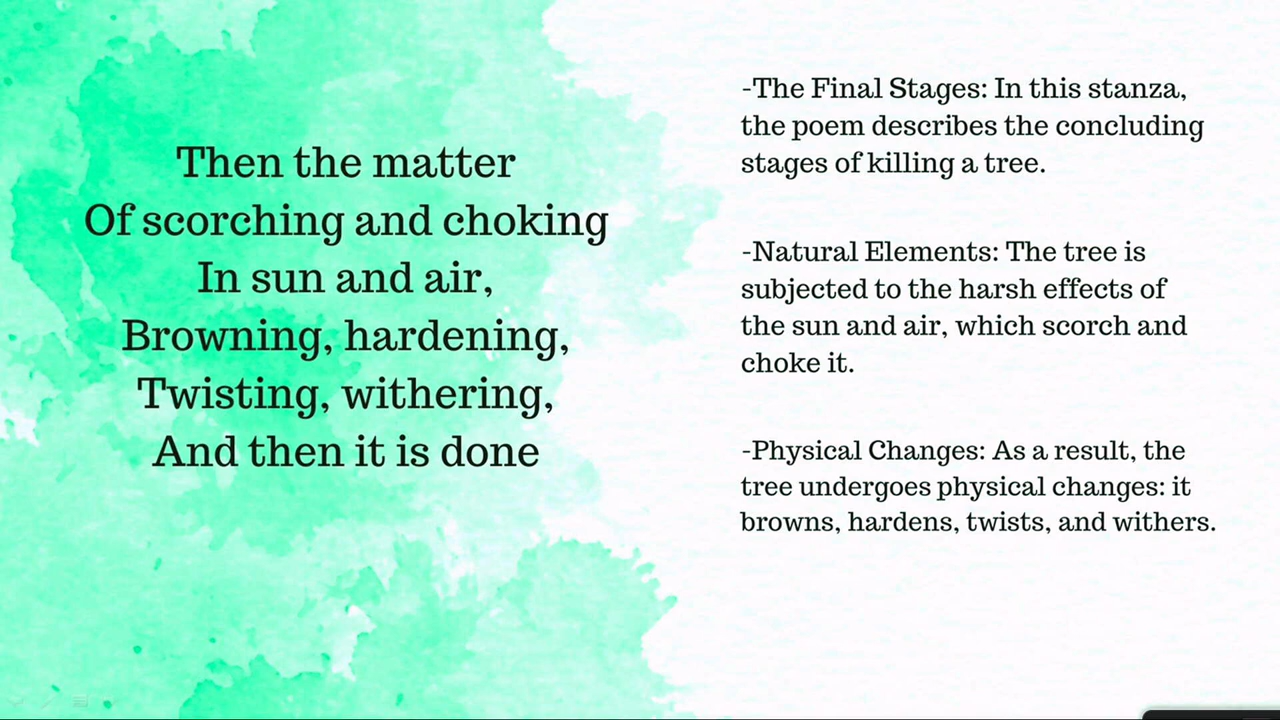 Then the matter
Of scorching and choking
In sun and air,
Browning, hardening,
Twisting, withering,
And then it is done
-The Final Stages: In this stanza,
the poem describes the concluding
stages of killing a tree.
-Natural Elements: The tree is
subjected to the harsh effects of
the sun and air, which scorch and
choke it.
-Physical Changes: As a result, the
tree undergoes physical changes: it
browns, hardens, twists, and withers.